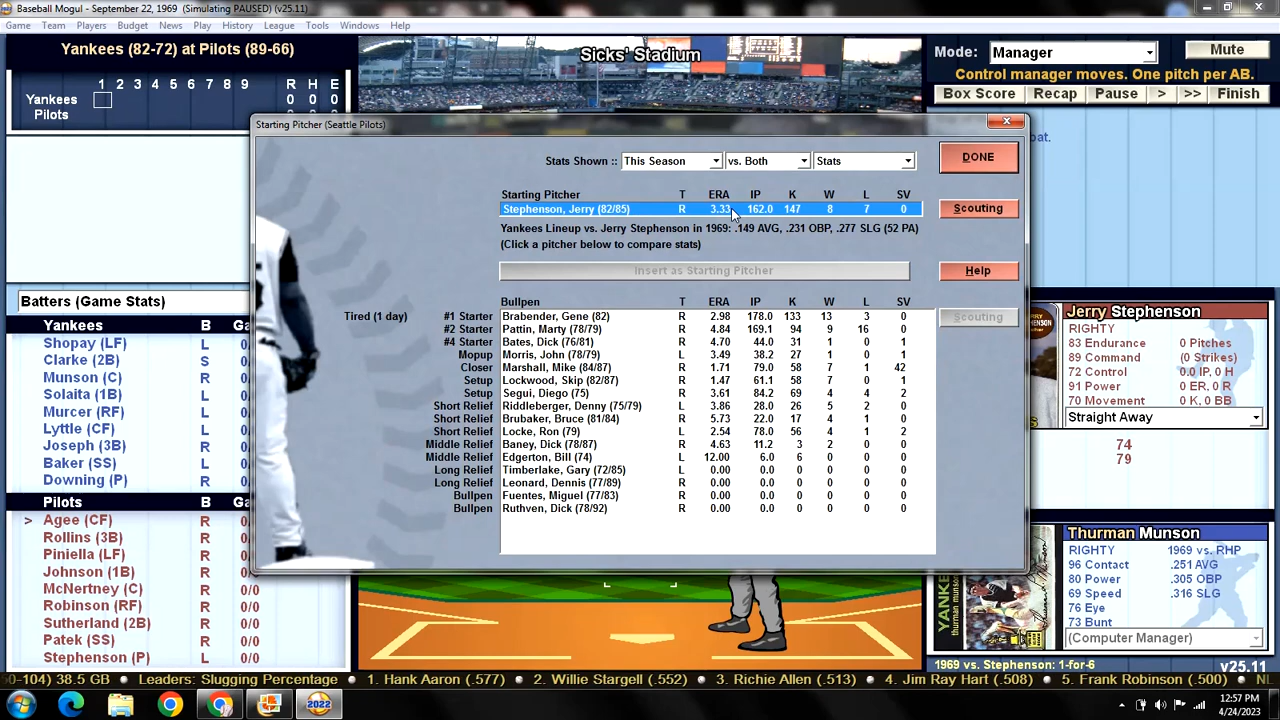 Baseball Mogul - September 22, 1969 (Simulating PAUSED) (v25.11)
Game Team Players Budget News Play History League Tools Windows Help
Yankees (82-72) at Pilots (89-66)
1 2 3 4 5 6 7 8 9 R H E
Yankees 0 0 0
Pilots 0 0 0
Sicks' Stadium
Mode: Manager Mute
Control manager moves. One pitch per AB.
Box Score Recap Pause > >> Finish
Starting Pitcher (Seattle Pilots)
Stats Shown :: This Season vs. Both Stats DONE
Starting Pitcher T ERA IP K W L SV
Stephenson, Jerry (82/85) R 3.33 162.0 147 8 7 0 Scouting
Yankees Lineup vs. Jerry Stephenson in 1969: .149 AVG, .231 OBP, .277 SLG (52 PA)
(Click a pitcher below to compare stats)
Insert as Starting Pitcher Help
Bullpen T ERA IP K W L SV
Tired (1 day) #1 Starter Brabender, Gene (82) R 2.98 178.0 133 13 3 0 Scouting
#2 Starter Pattin, Marty (78/79) R 4.84 169.1 94 9 16 0
#4 Starter Bates, Dick (76/81) R 4.70 44.0 31 1 0 1
Mopup Morris, John (78/79) L 3.49 38.2 27 1 0 1
Closer Marshall, Mike (84/87) R 1.71 79.0 58 7 1 42
Setup Lockwood, Skip (82/87) R 1.47 61.1 58 7 0 1
Setup Segui, Diego (75) R 3.61 84.2 69 4 4 2
Short Relief Riddleberger, Denny (75/79) L 3.86 28.0 26 5 2 0
Short Relief Brubaker, Bruce (81/84) R 5.73 22.0 17 4 1 0
Short Relief Locke, Ron (79) L 2.54 78.0 56 4 1 2
Middle Relief Baney, Dick (78/87) R 4.63 11.2 3 2 0 0
Middle Relief Edgerton, Bill (74) L 12.00 6.0 6 0 0 0
Long Relief Timberlake, Gary (72/85) L 0.00 0.0 0 0 0 0
Long Relief Leonard, Dennis (77/89) R 0.00 0.0 0 0 0 0
Bullpen Fuentes, Miguel (77/83) R 0.00 0.0 0 0 0 0
Bullpen Ruthven, Dick (78/92) R 0.00 0.0 0 0 0 0
Batters (Game Stats)
Yankees B
Shopay (LF) L
Clarke (2B) S
Munson (C) R
Solaita (1B) L
Murcer (RF) L
Lyttle (CF) L
Joseph (3B) R
Baker (SS) L
Downing (P) R
Pilots B
> Agee (CF) R 0/0
Rollins (3B) R 0/0
Piniella (LF) R 0/0
Johnson (1B) R 0/0
McNertney (C) R 0/0
Robinson (RF) R 0/0
Sutherland (2B) R 0/0
Patek (SS) R 0/0
Stephenson (P) L 0/0
Jerry Stephenson
RIGHTY
83 Endurance 0 Pitches
89 Command (0 Strikes)
72 Control 0.0 IP, 0 H
91 Power 0 ER, 0 R
70 Movement 0 K, 0 BB
Straight Away
74
79
Thurman Munson
RIGHTY 1969 vs. RHP
96 Contact .251 AVG
80 Power .305 OBP
69 Speed .316 SLG
76 Eye
73 Bunt
(Computer Manager)
thurman munson
1969 vs. Stephenson: 1-for-6 v25.11
50-104) 38.5 GB • Leaders: Slugging Percentage • 1. Hank Aaron (.577) • 2. Willie Stargell (.552) • 3. Richie Allen (.513) • 4. Jim Ray Hart (.508) • 5. Frank Robinson (.500) • NL
2022
12:57 PM
4/24/2023